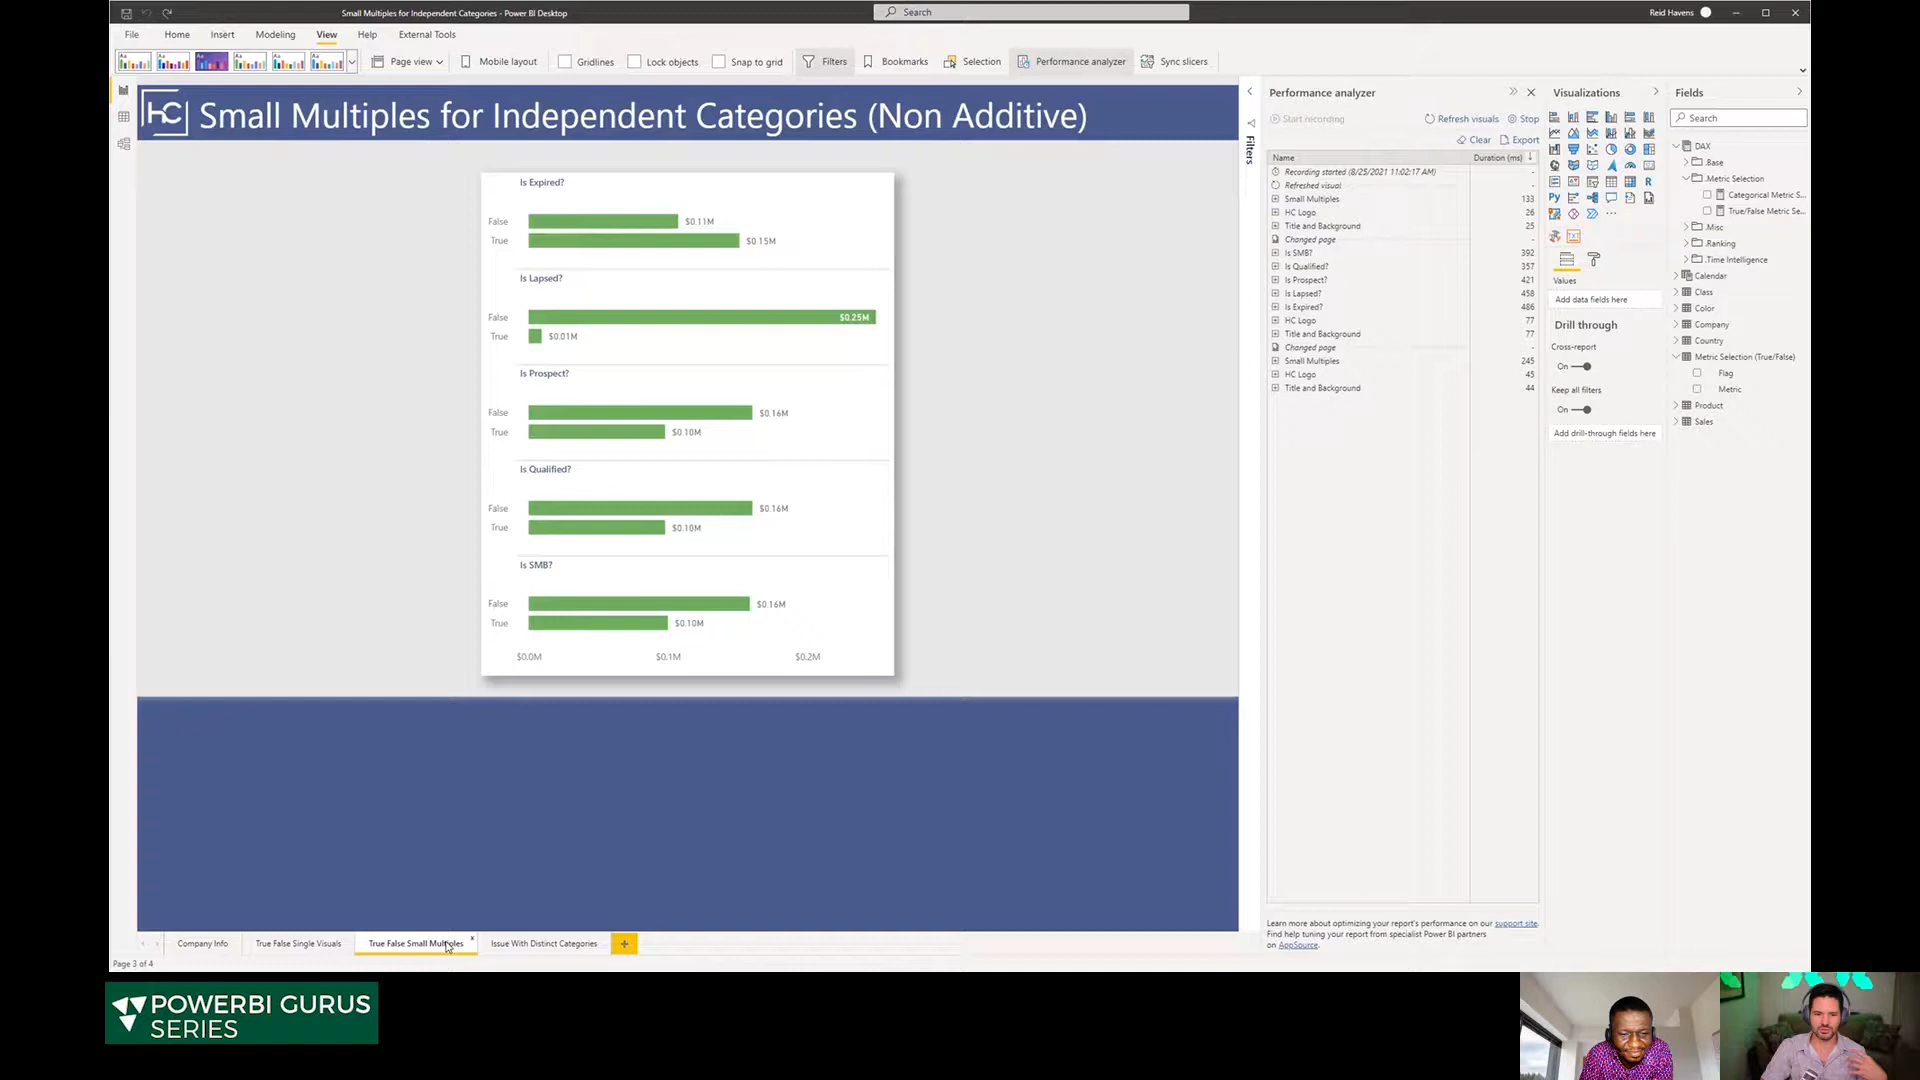 Small Multiples for Independent Categories - Power BI Desktop
Search
Reid Havens
File Home Insert Modeling View Help External Tools
Page view Mobile layout Gridlines Lock objects Snap to grid Filters Bookmarks Selection Performance analyzer Sync slicers
HC Small Multiples for Independent Categories (Non Additive)
Is Expired?
False $0.11M
True $0.15M
Is Lapsed?
False $0.25M
True $0.01M
Is Prospect?
False $0.16M
True $0.10M
Is Qualified?
False $0.16M
True $0.10M
Is SMB?
False $0.16M
True $0.10M
$0.0M $0.1M $0.2M
Filters
Performance analyzer
Start recording Refresh visuals Stop
Clear Export
Name Duration (ms)
Recording started (8/25/2021 11:02:17 AM) -
Refreshed visual -
Small Multiples 133
HC Logo 26
Title and Background 25
Changed page -
Is SMB? 392
Is Qualified? 357
Is Prospect? 421
Is Lapsed? 458
Is Expired? 486
HC Logo 77
Title and Background 77
Changed page -
Small Multiples 245
HC Logo 45
Title and Background 44
Learn more about optimizing your report's performance on our support site.
Find help tuning your report from specialist Power BI partners
on AppSource.
Visualizations
R
Py
TXT
Values
Add data fields here
Drill through
Cross-report
On
Keep all filters
On
Add drill-through fields here
Fields
Search
DAX
.Base
.Metric Selection
Categorical Metric S...
True/False Metric Se...
.Misc
.Ranking
.Time Intelligence
Calendar
Class
Color
Company
Country
Metric Selection (True/False)
Flag
Metric
Product
Sales
Company Info True False Single Visuals True False Small Multiples x Issue With Distinct Categories +
Page 3 of 4
POWERBI GURUS
SERIES